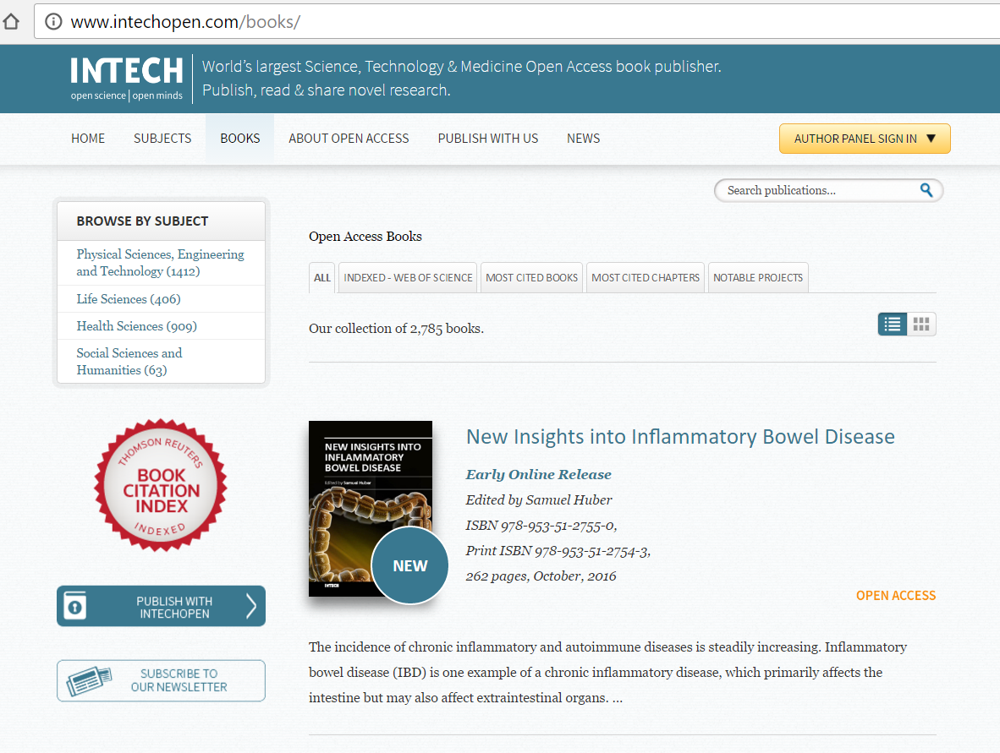 www.intechopen.com/books/
INTECH
open science | open minds
World's largest Science, Technology & Medicine Open Access book publisher.
Publish, read & share novel research.
HOME SUBJECTS BOOKS ABOUT OPEN ACCESS PUBLISH WITH US NEWS
AUTHOR PANEL SIGN IN ▼
Search publications...
BROWSE BY SUBJECT
Physical Sciences, Engineering
and Technology (1412)
Life Sciences (406)
Health Sciences (909)
Social Sciences and
Humanities (63)
THOMSON REUTERS
BOOK
CITATION
INDEX
INDEXED
PUBLISH WITH
INTECHOPEN
SUBSCRIBE TO
OUR NEWSLETTER
Open Access Books
ALL INDEXED - WEB OF SCIENCE MOST CITED BOOKS MOST CITED CHAPTERS NOTABLE PROJECTS
Our collection of 2,785 books.
NEW INSIGHTS INTO
INFLAMMATORY
BOWEL DISEASE
Edited by Samuel Huber
INTECH
NEW
New Insights into Inflammatory Bowel Disease
Early Online Release
Edited by Samuel Huber
ISBN 978-953-51-2755-0,
Print ISBN 978-953-51-2754-3,
262 pages, October, 2016
OPEN ACCESS
The incidence of chronic inflammatory and autoimmune diseases is steadily increasing. Inflammatory
bowel disease (IBD) is one example of a chronic inflammatory disease, which primarily affects the
intestine but may also affect extraintestinal organs. ...